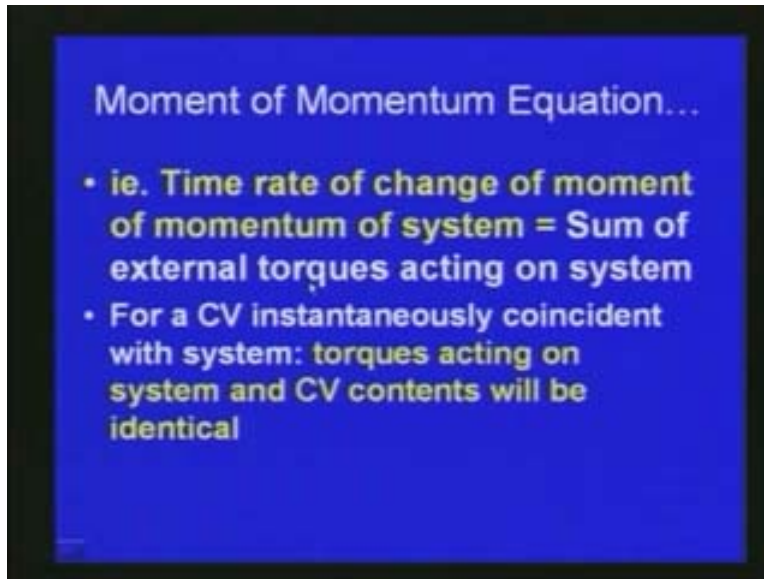 Moment of Momentum Equation...
• ie. Time rate of change of moment
of momentum of system = Sum of
external torques acting on system
• For a CV instantaneously coincident
with system: torques acting on
system and CV contents will be
identical